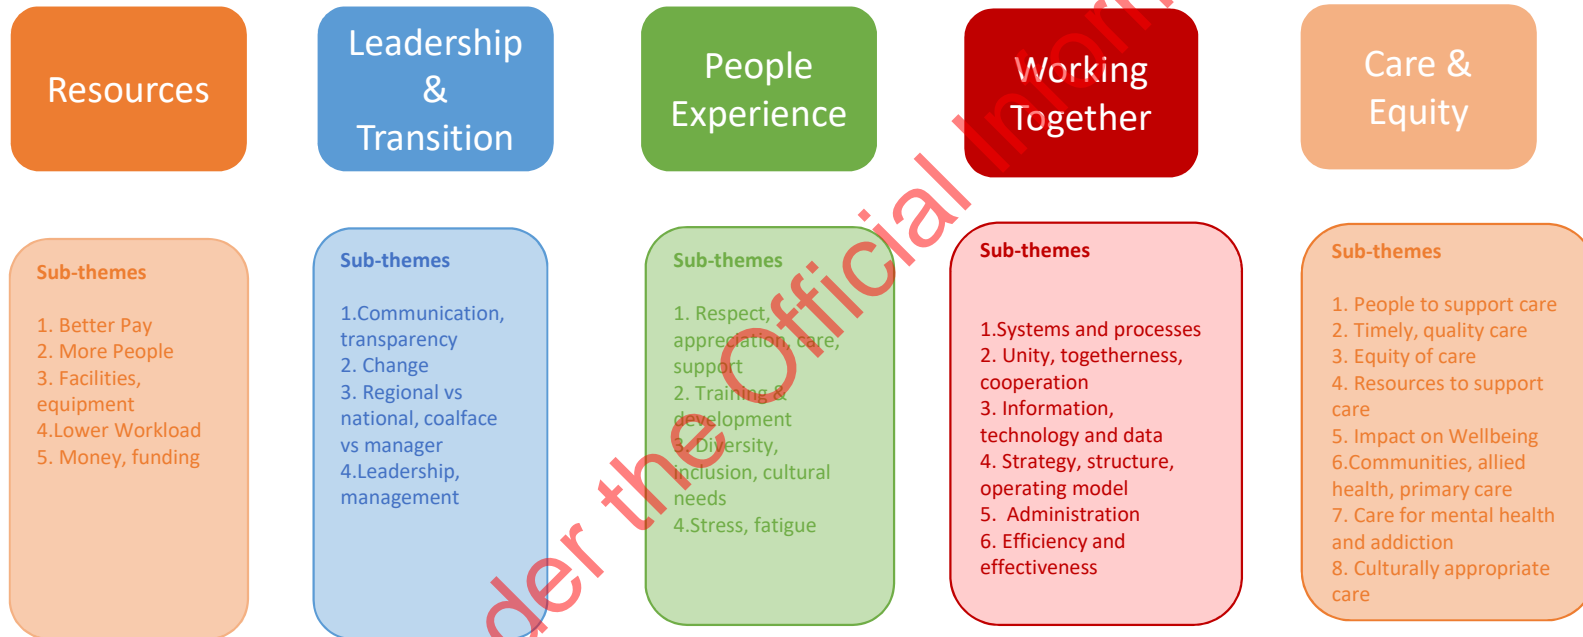 Resources
Leadership
&
Transition
People
Experience
Working
Together
Care &
Equity
Sub-themes
1. Better Pay
2. More People
3. Facilities,
equipment
4.Lower Workload
5. Money, funding
Sub-themes
1.Communication,
transparency
2. Change
3. Regional vs
national, coalface
vs manager
4.Leadership,
management
Sub-themes
1. Respect,
appreciation, care,
support
2. Training &
development
3. Diversity,
inclusion, cultural
needs
4.Stress, fatigue
Sub-themes
1.Systems and processes
2. Unity, togetherness,
cooperation
3. Information,
technology and data
4. Strategy, structure,
operating model
5. Administration
6. Efficiency and
effectiveness
Sub-themes
1. People to support care
2. Timely, quality care
3. Equity of care
4. Resources to support
care
5. Impact on Wellbeing
6.Communities, allied
health, primary care
7. Care for mental health
and addiction
8. Culturally appropriate
care
der the Official Inform